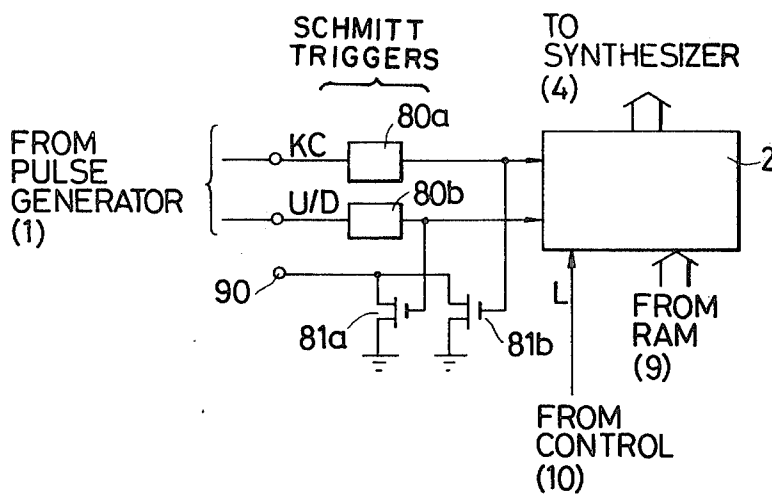 SCHMITT
TRIGGERS
TO
SYNTHESIZER
(4)
80a
FROM
PULSE
GENERATOR
(1)
KC
2
80b
U/D
90
81a
81b
L
FROM
RAM
(9)
FROM
CONTROL
(10)